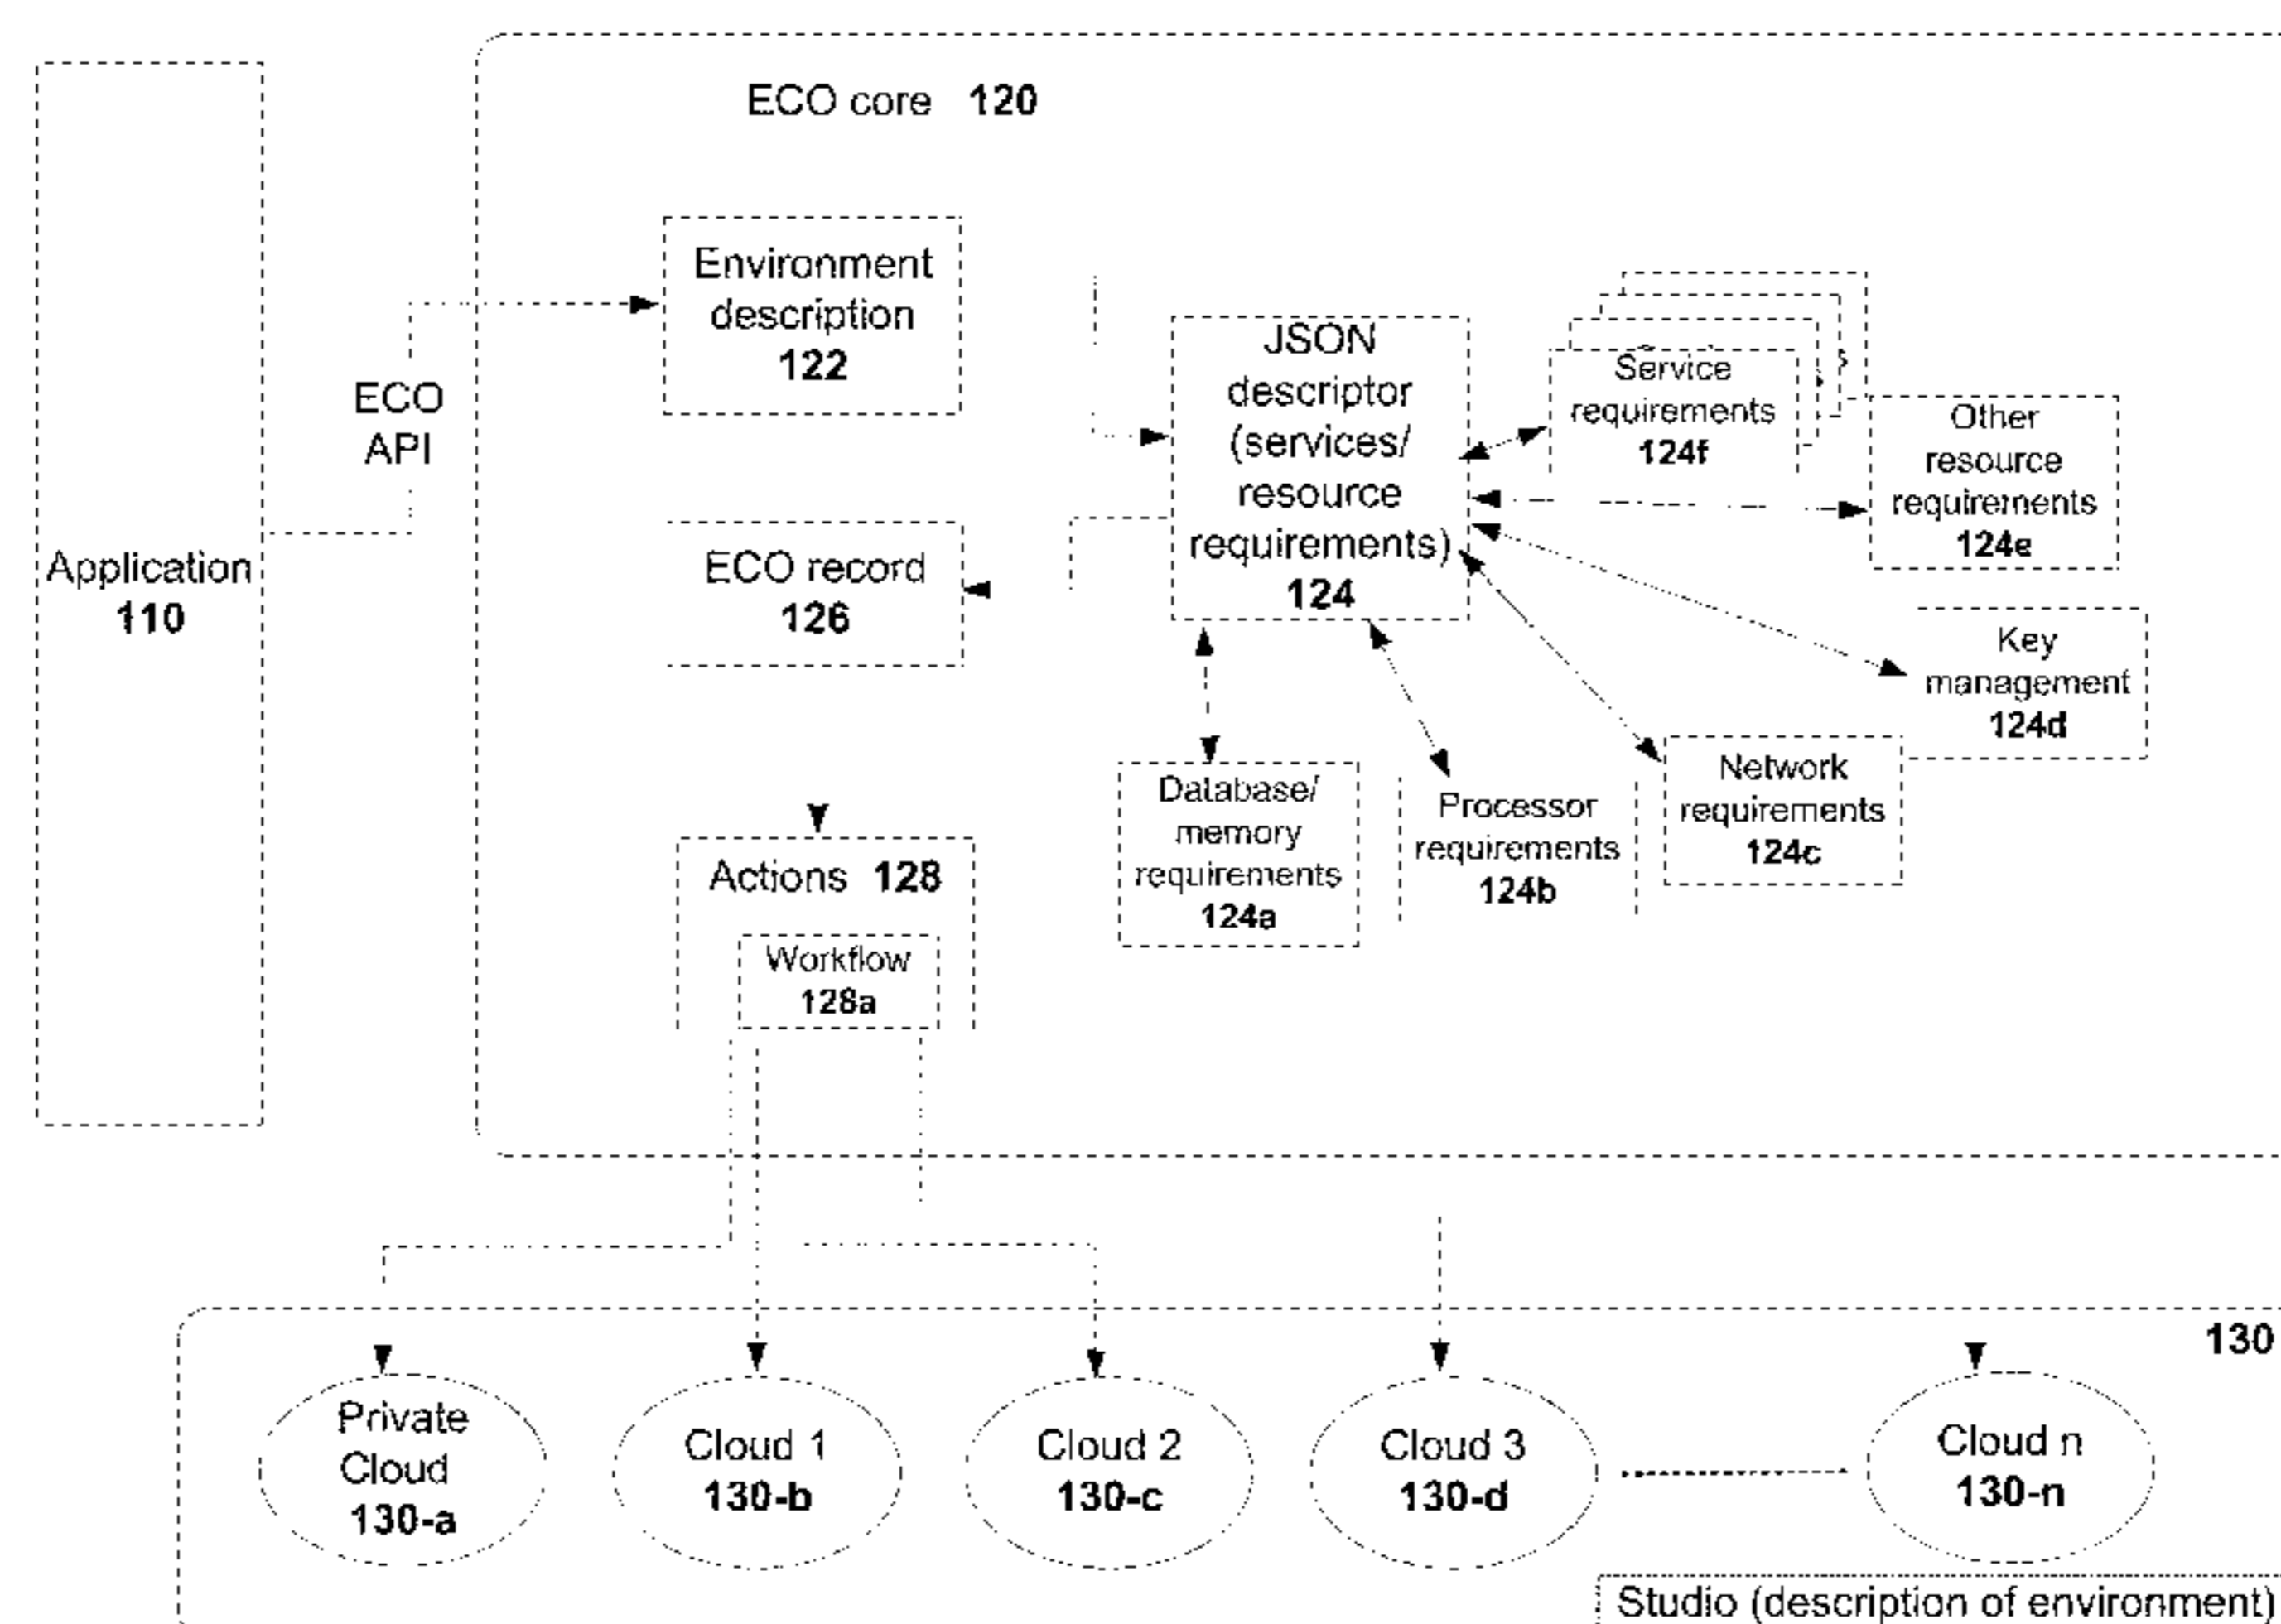 ECO core 120
Environment
description
122
ECO
API
Application
110
JSON
descriptor
(services/
resource
requirements)
124
Service
requirements
124f
Other
resource
requirements
124e
ECO record
126
Key
management
124d
Network
requirements
124c
Processor
requirements
124b
Database/
memory
requirements
124a
Actions 128
Workflow
128a
130
Private
Cloud
130-a
Cloud 1
130-b
Cloud 2
130-c
Cloud 3
130-d
Cloud n
130-n
Studio (description of environment)